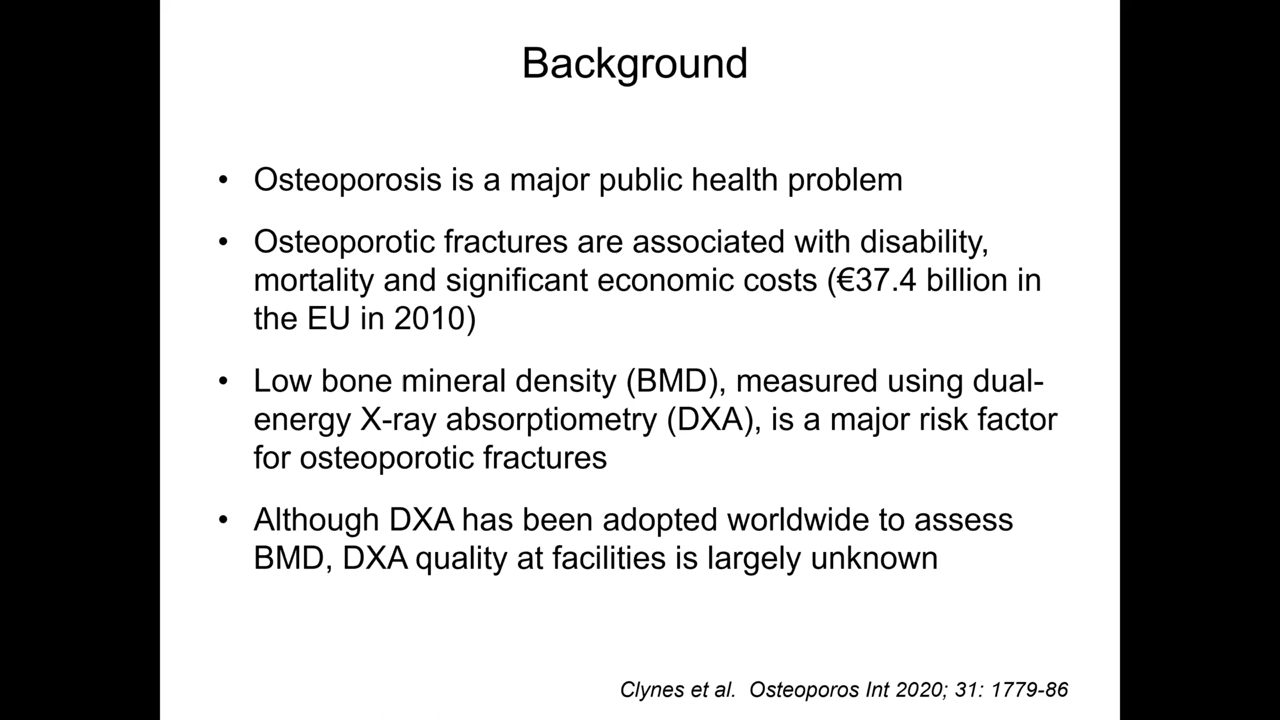 Background
• Osteoporosis is a major public health problem
• Osteoporotic fractures are associated with disability,
mortality and significant economic costs (€37.4 billion in
the EU in 2010)
• Low bone mineral density (BMD), measured using dual-
energy X-ray absorptiometry (DXA), is a major risk factor
for osteoporotic fractures
• Although DXA has been adopted worldwide to assess
BMD, DXA quality at facilities is largely unknown
Clynes et al. Osteoporos Int 2020; 31: 1779-86